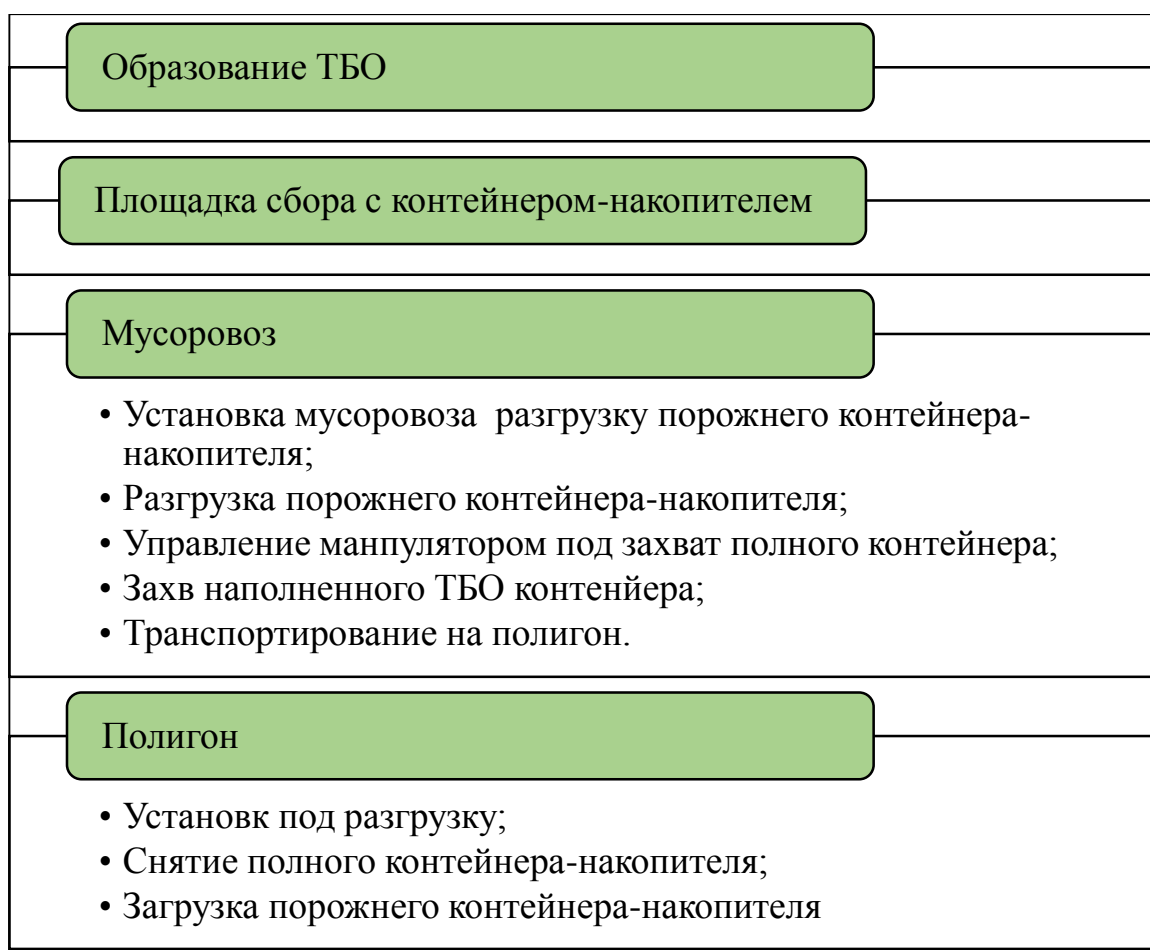 Образование ТБО
Площадка сбора с контейнером-накопителем
Мусоровоз
• Установка мусоровоза  разгрузку порожнего контейнера-
накопителя;
• Разгрузка порожнего контейнера-накопителя;
• Управление манпулятором под захват полного контейнера;
• Захв наполненного ТБО контенйера;
• Транспортирование на полигон.
Полигон
• Установк под разгрузку;
• Снятие полного контейнера-накопителя;
• Загрузка порожнего контейнера-накопителя